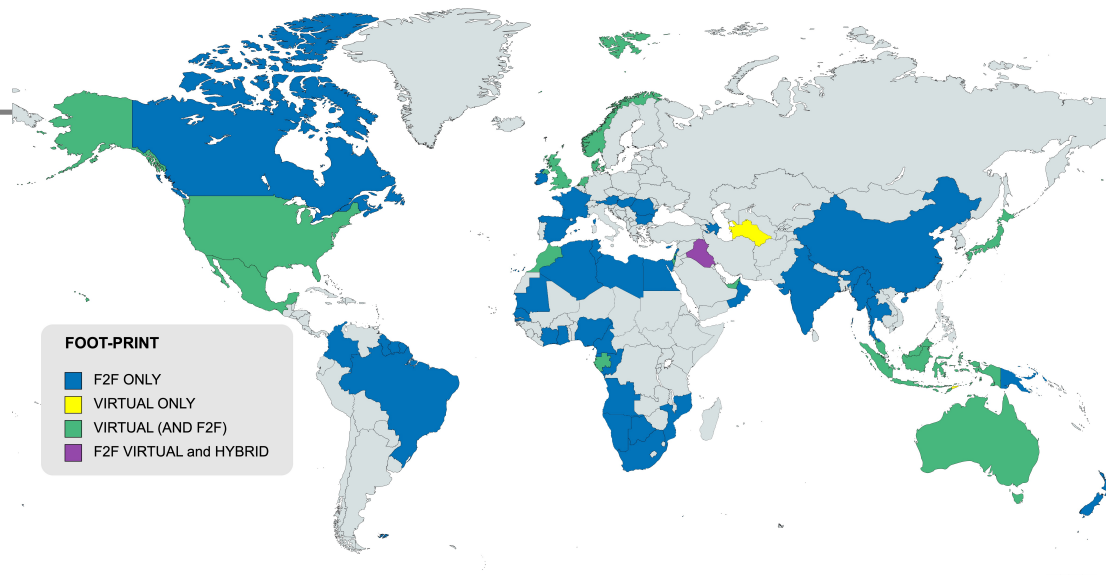 FOOT-PRINT
F2F ONLY
VIRTUAL ONLY
VIRTUAL (AND F2F)
F2F VIRTUAL and HYBRID